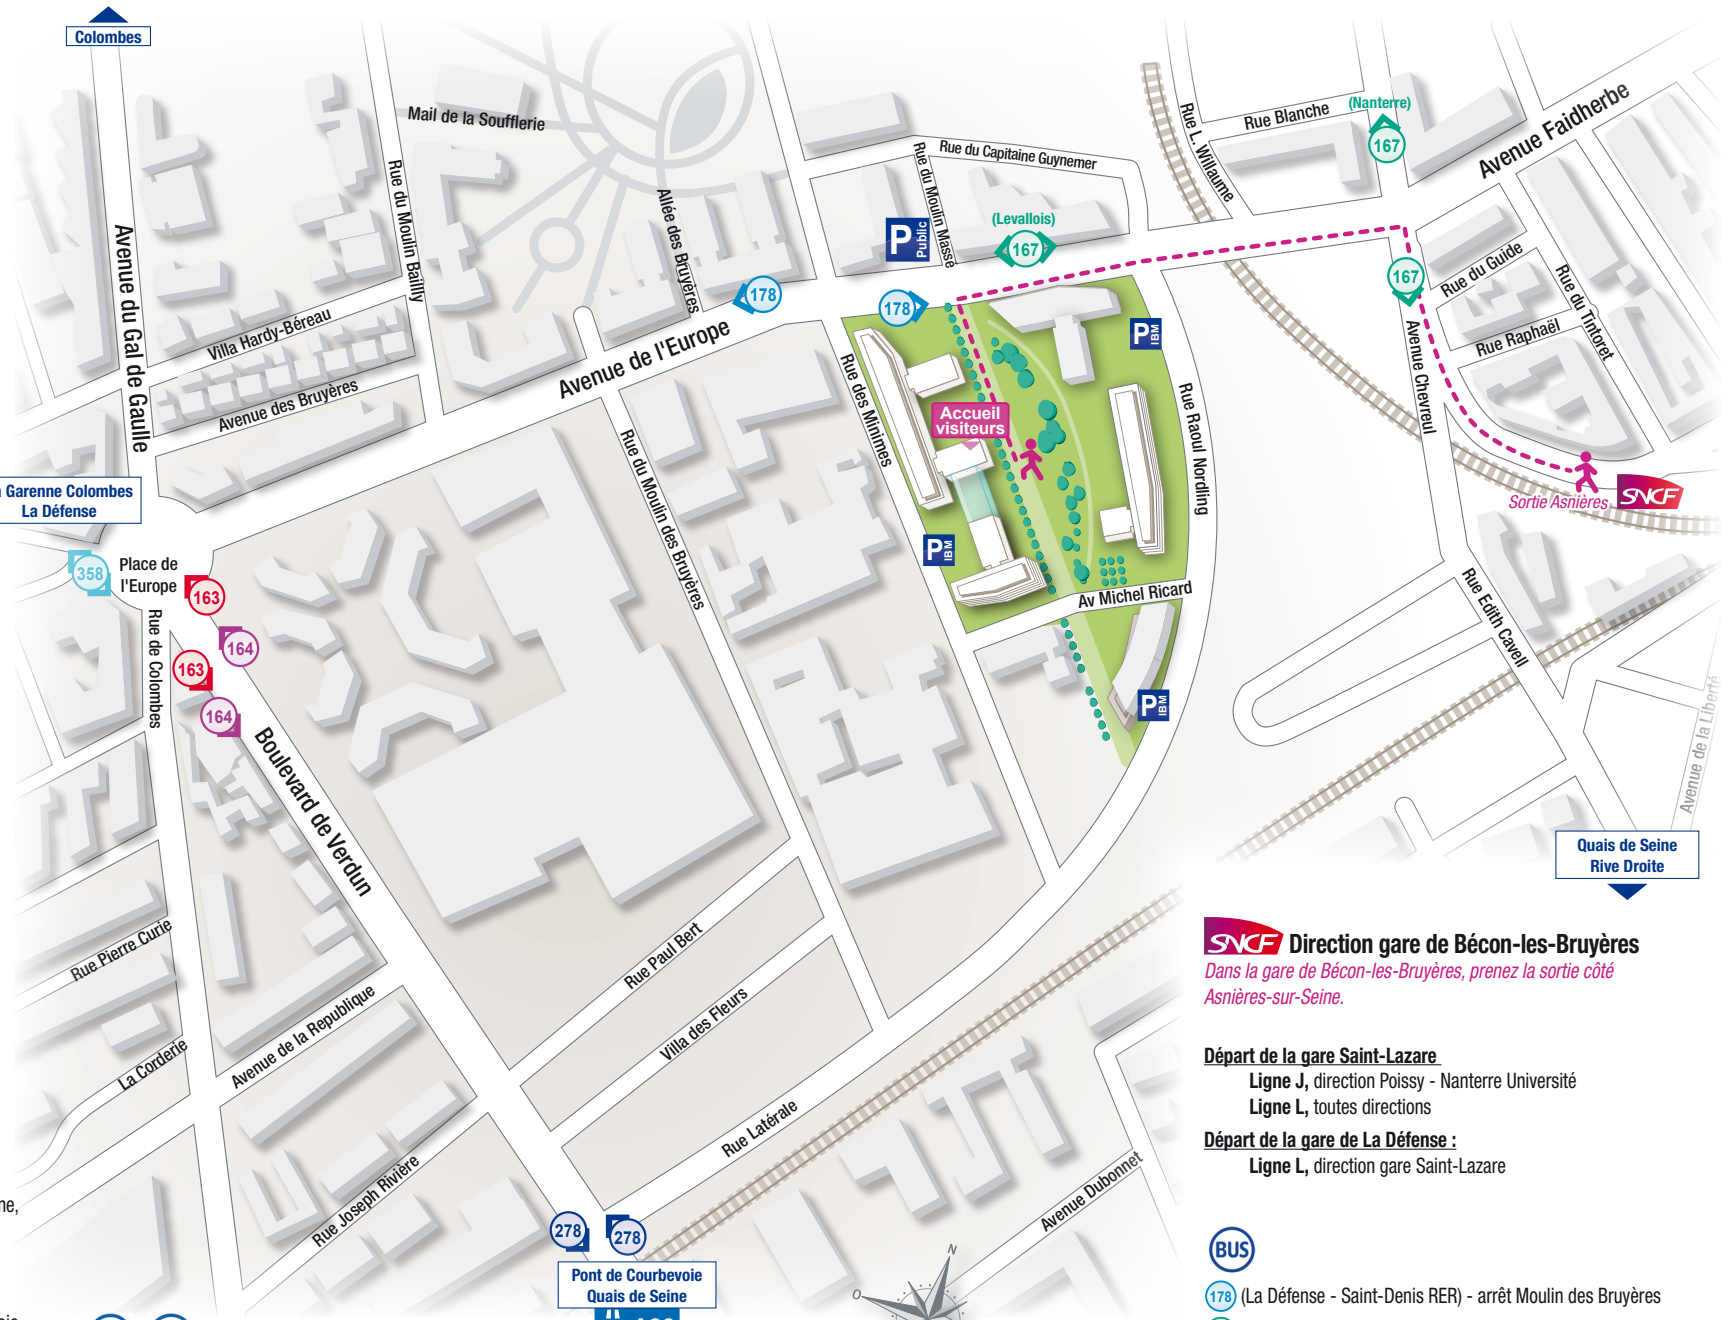 Colombes
Mail de la Soufflerie
Rue du Moulin Bailly
Avenue du Gal de Gaulle
Villa Hardy-Béreau
Avenue des Bruyères
Allée des Bruyères
Avenue de l'Europe
178
178
P Public
Rue du Moulin Massé
Rue du Capitaine Guynemer
(Levallois)
167
Rue L. Willaume
Rue Blanche
(Nanterre)
167
Avenue Faidherbe
167
Rue du Guide
Rue du Tintoret
Rue Raphaël
Avenue Chevreul
Sortie Asnières
SNCF
P IBM
Rue Raoul Nordling
Rue des Minimes
Accueil
visiteurs
P IBM
Av Michel Ricard
P IBM
Rue du Moulin des Bruyères
Garenne Colombes
La Défense
358
Place de
l'Europe
163
164
163
164
Rue de Colombes
Boulevard de Verdun
Rue Edith Cavell
Avenue de la Liberté
Quais de Seine
Rive Droite
Rue Pierre Curie
La Corderie
Avenue de la Republique
Rue Paul Bert
Villa des Fleurs
Rue Latérale
Rue Joseph Rivière
Avenue Dubonnet
278
278
Pont de Courbevoie
Quais de Seine
N
O
SNCF Direction gare de Bécon-les-Bruyères
Dans la gare de Bécon-les-Bruyères, prenez la sortie côté
Asnières-sur-Seine.
Départ de la gare Saint-Lazare
Ligne J, direction Poissy - Nanterre Université
Ligne L, toutes directions
Départ de la gare de La Défense :
Ligne L, direction gare Saint-Lazare
BUS
178 (La Défense - Saint-Denis RER) - arrêt Moulin des Bruyères